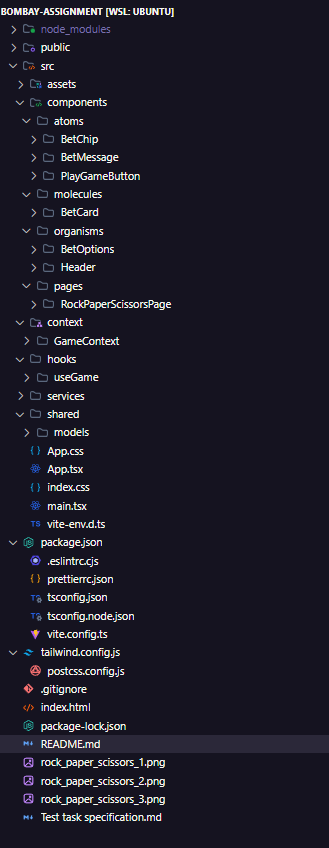 BOMBAY-ASSIGNMENT [WSL: UBUNTU]
node_modules
public
src
assets
components
atoms
BetChip
BetMessage
PlayGameButton
molecules
BetCard
organisms
BetOptions
Header
pages
RockPaperScissorsPage
context
GameContext
hooks
useGame
services
shared
models
App.css
App.tsx
index.css
main.tsx
TS vite-env.d.ts
package.json
.eslintrc.cjs
prettierrc.json
TS tsconfig.json
TS tsconfig.node.json
vite.config.ts
tailwind.config.js
postcss.config.js
.gitignore
index.html
package-lock.json
README.md
rock_paper_scissors_1.png
rock_paper_scissors_2.png
rock_paper_scissors_3.png
Test task specification.md